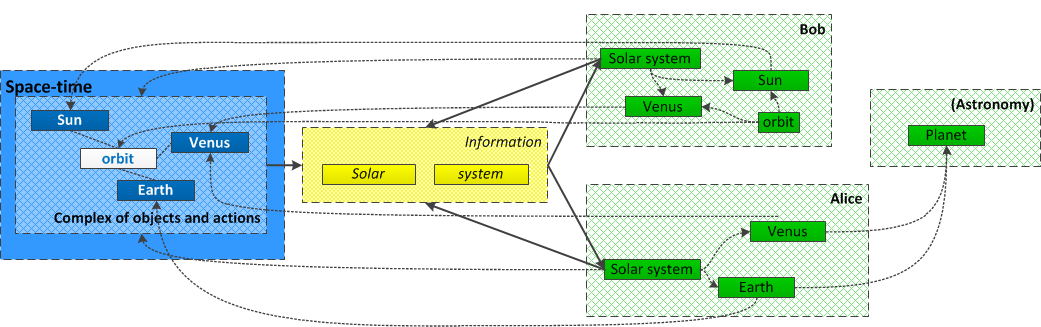 Space-time
Sun
orbit
Venus
Earth
Complex of objects and actions
Information
Solar
system
Bob
Solar system
Sun
Venus
orbit
Alice
Venus
Solar system
Earth
(Astronomy)
Planet